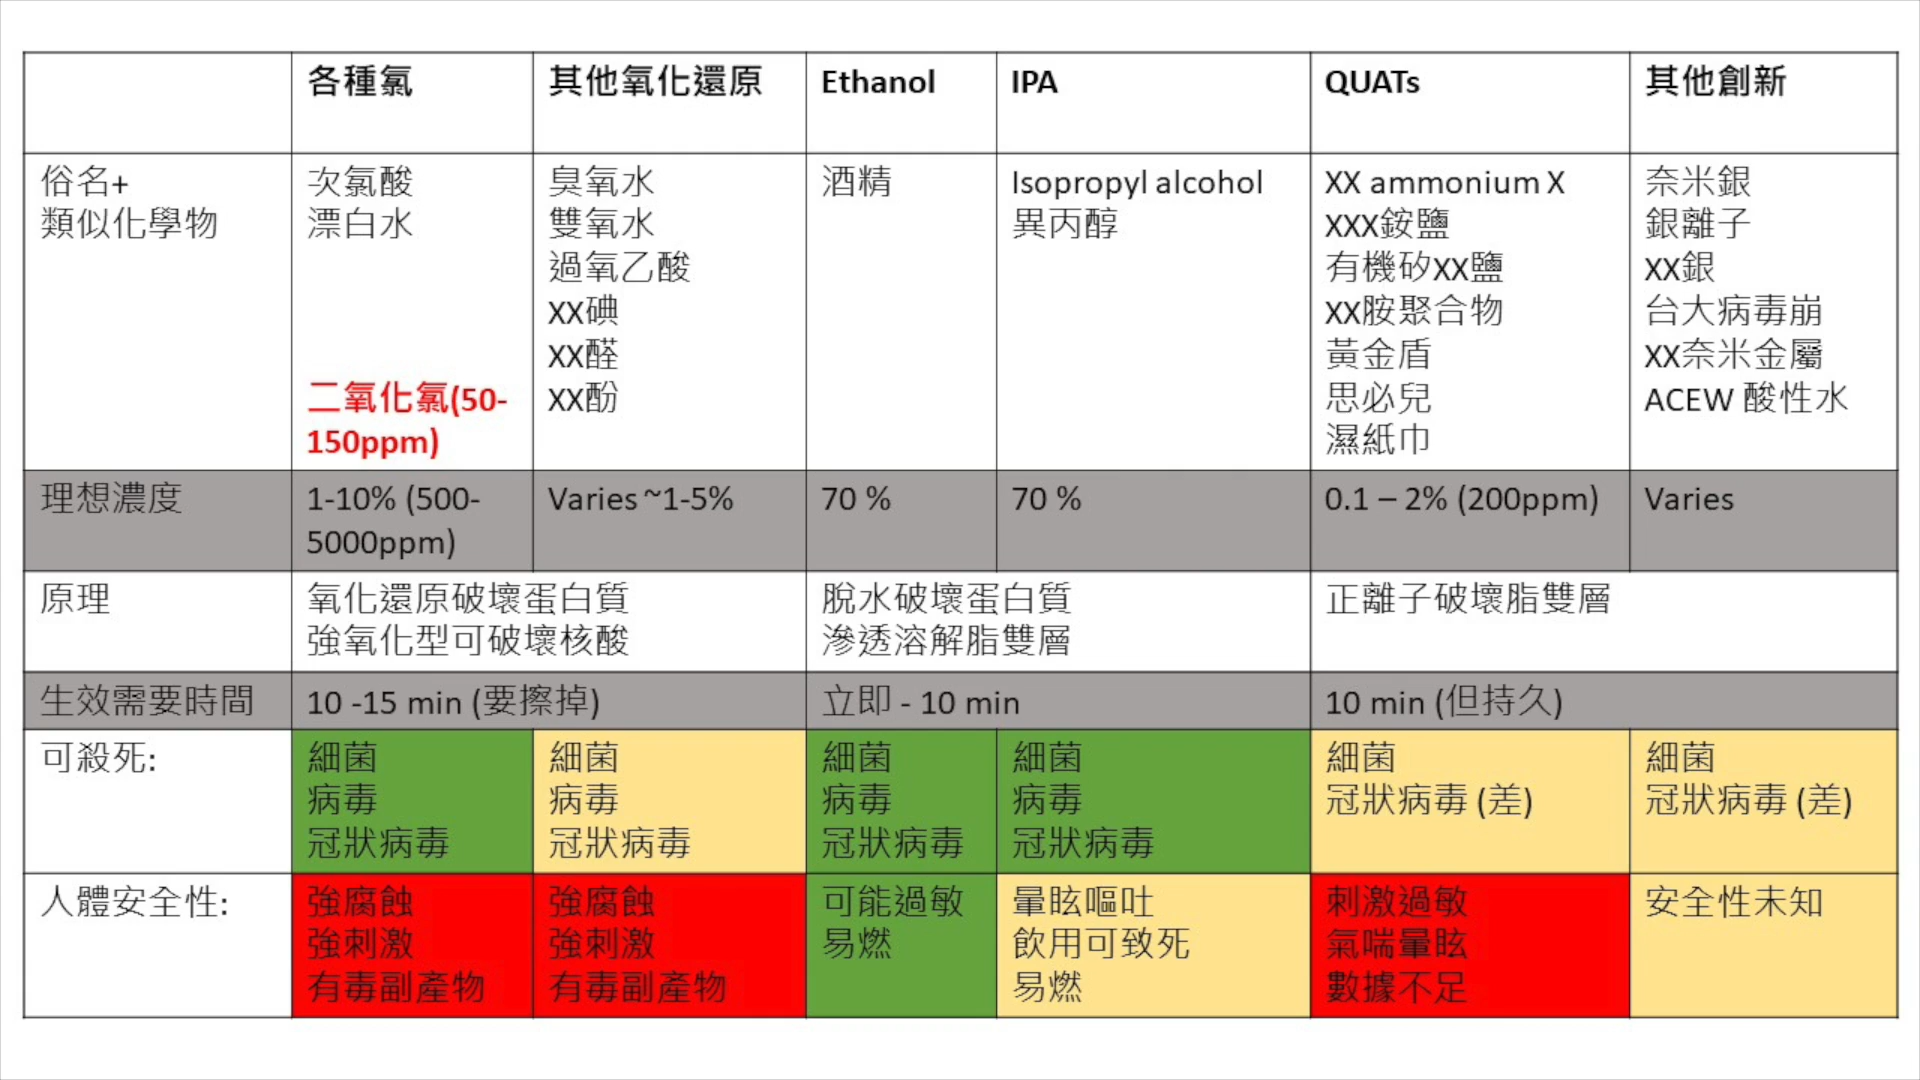 各種氯
其他氧化還原
Ethanol
IPA
QUATs
其他創新
俗名+
類似化學物
次氯酸
漂白水
二氧化氯(50-
150ppm)
臭氧水
雙氧水
過氧乙酸
XX碘
XX醛
XX酚
酒精
Isopropyl alcohol
異丙醇
XX ammonium X
XXX銨鹽
有機矽XX鹽
XX胺聚合物
黃金盾
思必兒
濕紙巾
奈米銀
銀離子
XX銀
台大病毒崩
XX奈米金屬
ACEW 酸性水
理想濃度
1-10% (500-
5000ppm)
Varies ~1-5%
70 %
70 %
0.1 – 2% (200ppm)
Varies
原理
氧化還原破壞蛋白質
強氧化型可破壞核酸
脫水破壞蛋白質
滲透溶解脂雙層
正離子破壞脂雙層
生效需要時間
10 -15 min (要擦掉)
立即 - 10 min
10 min (但持久)
可殺死:
細菌
病毒
冠狀病毒
細菌
病毒
冠狀病毒
細菌
病毒
冠狀病毒
細菌
病毒
冠狀病毒
細菌
冠狀病毒 (差)
細菌
冠狀病毒 (差)
人體安全性:
強腐蝕
強刺激
有毒副產物
強腐蝕
強刺激
有毒副產物
可能過敏
易燃
暈眩嘔吐
飲用可致死
易燃
刺激過敏
氣喘暈眩
數據不足
安全性未知